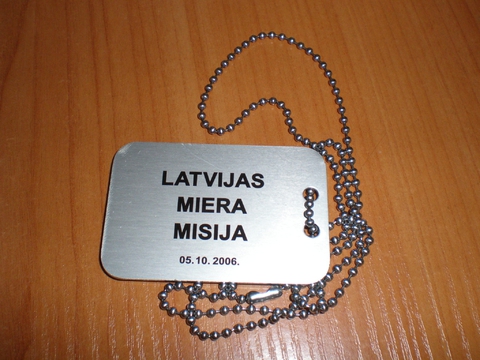 LATVIJAS
MIERA
MISIJA
05.10.2006.